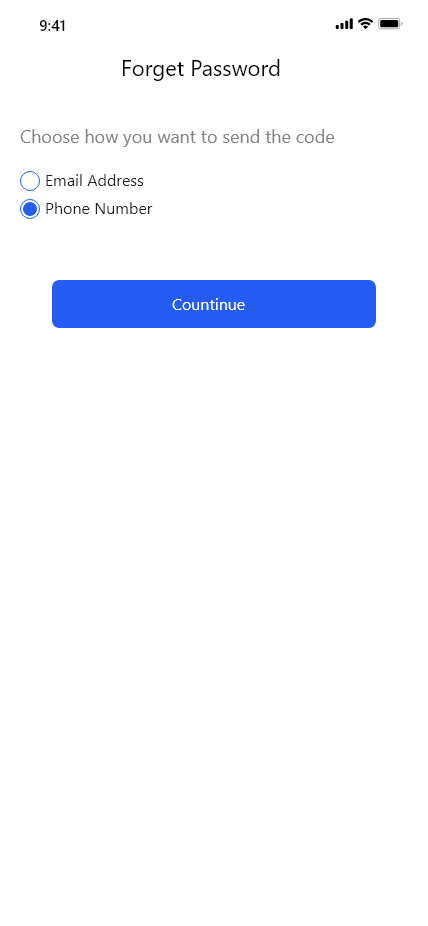 9:41
Forget Password
Choose how you want to send the code
Email Address
Phone Number
Countinue